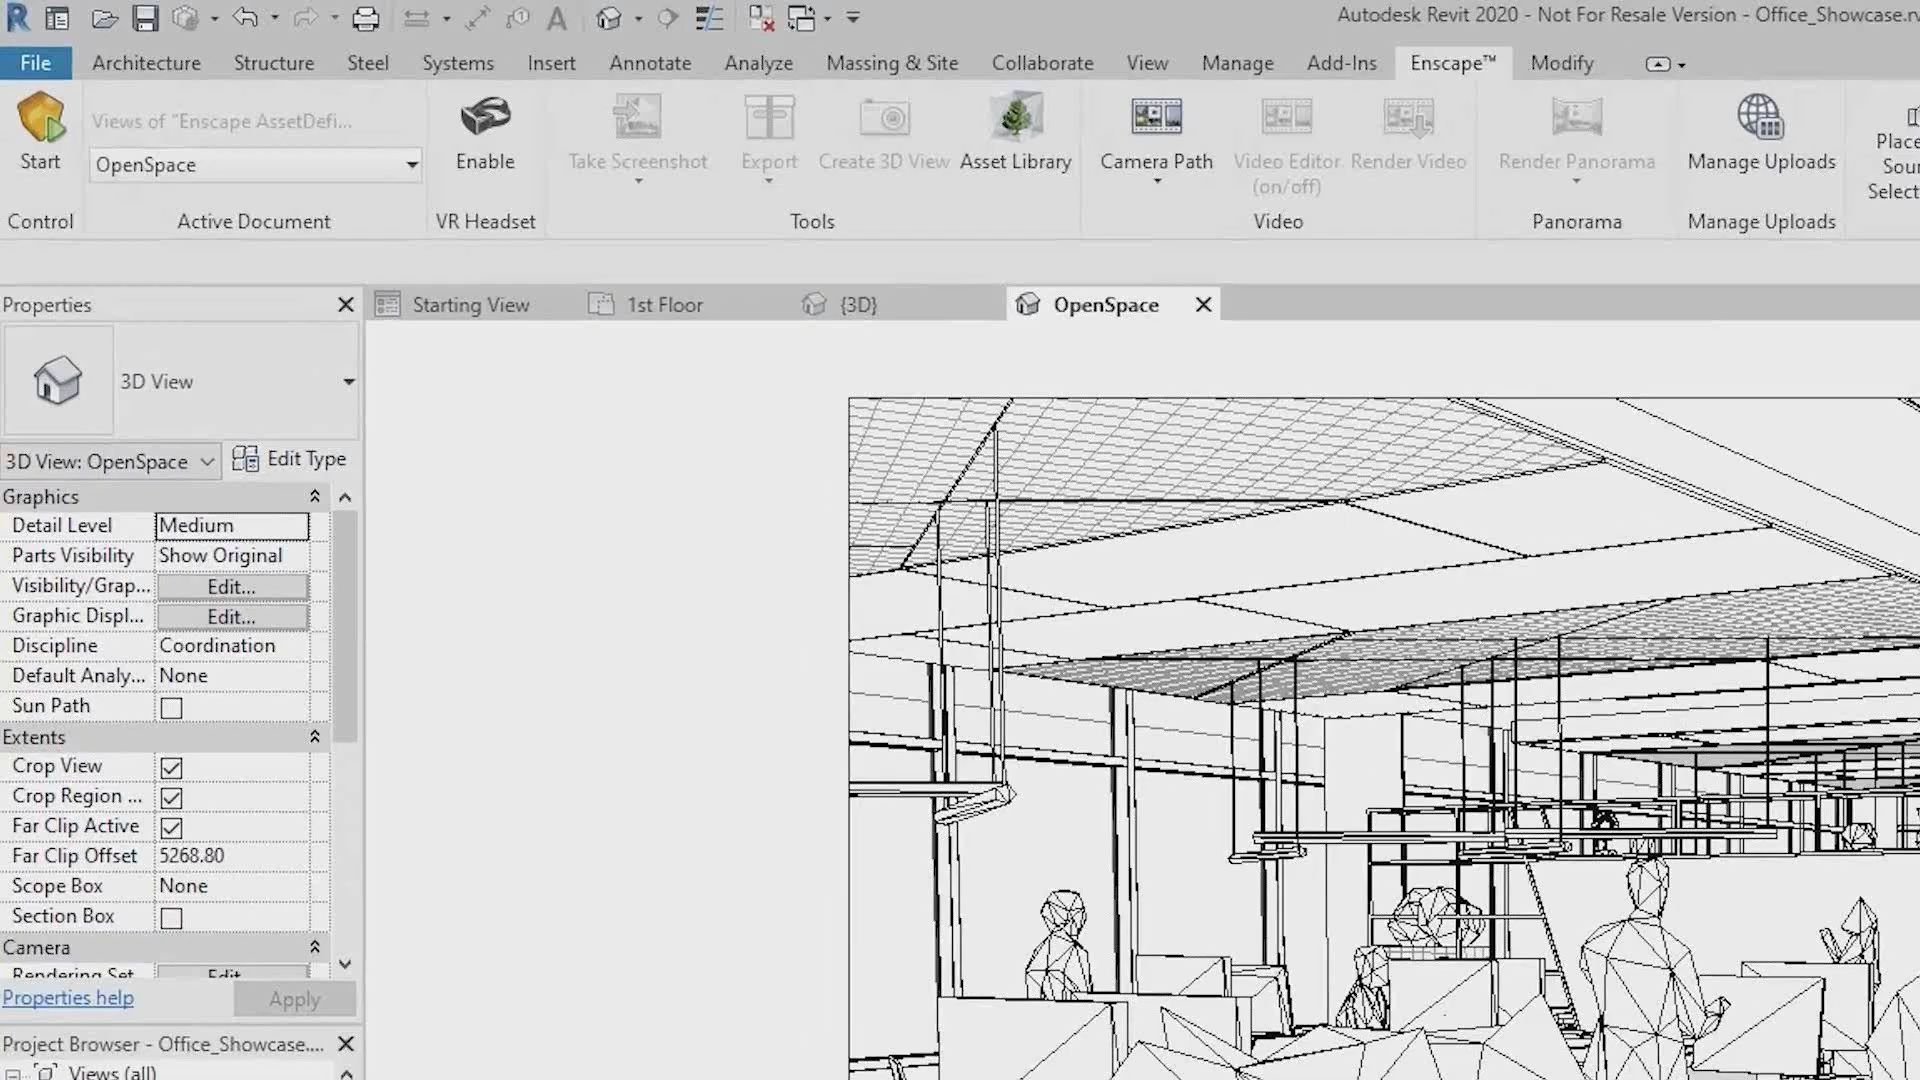 Autodesk Revit 2020 - Not For Resale Version - Office_Showcase.rv
File Architecture Structure Steel Systems Insert Annotate Analyze Massing & Site Collaborate View Manage Add-Ins Enscape™ Modify
Views of "Enscape AssetDefi...
OpenSpace
Start
Enable
Take Screenshot
Export
Create 3D View
Asset Library
Camera Path
Video Editor
(on/off)
Render Video
Render Panorama
Manage Uploads
Place
Sour
Select
Control
Active Document
VR Headset
Tools
Video
Panorama
Manage Uploads
Properties
Starting View
1st Floor
{3D}
OpenSpace
3D View
3D View: OpenSpace
Edit Type
Graphics
Detail Level Medium
Parts Visibility Show Original
Visibility/Grap... Edit...
Graphic Displ... Edit...
Discipline Coordination
Default Analy... None
Sun Path
Extents
Crop View
Crop Region ...
Far Clip Active
Far Clip Offset 5268.80
Scope Box None
Section Box
Camera
Rendering Set Edit
Properties help
Apply
Project Browser - Office_Showcase....
Views (all)